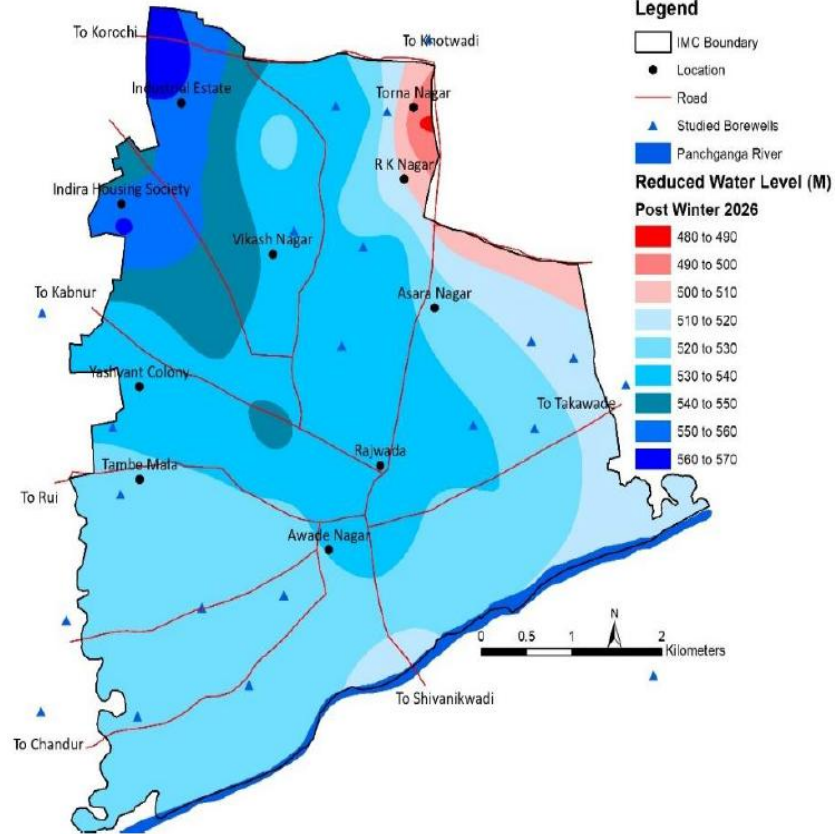 To Korochi
To Khotwadi
Industrial Estate
Torna Nagar
R K Nagar
Indira Housing Society
Vikash Nagar
To Kabnur
Asara Nagar
Yashvant Colony
To Takawade
Rajwada
Tambe Mala
To Rui
Awade Nagar
To Shivanikwadi
To Chandur
N
0 0.5 1 2
Kilometers
Legend
IMC Boundary
Location
Road
Studied Borewells
Panchganga River
Reduced Water Level (M)
Post Winter 2026
480 to 490
490 to 500
500 to 510
510 to 520
520 to 530
530 to 540
540 to 550
550 to 560
560 to 570